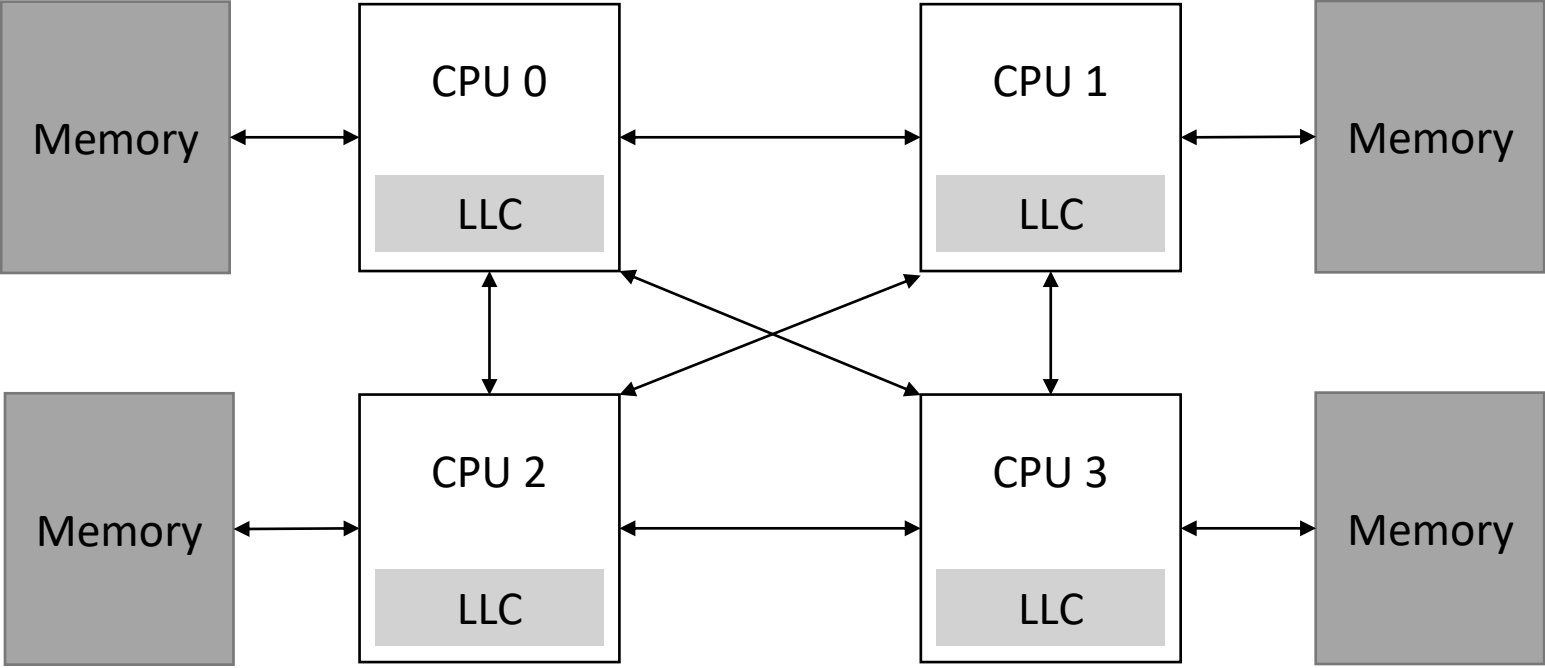 Memory
CPU 0
LLC
CPU 1
LLC
Memory
Memory
CPU 2
LLC
CPU 3
LLC
Memory